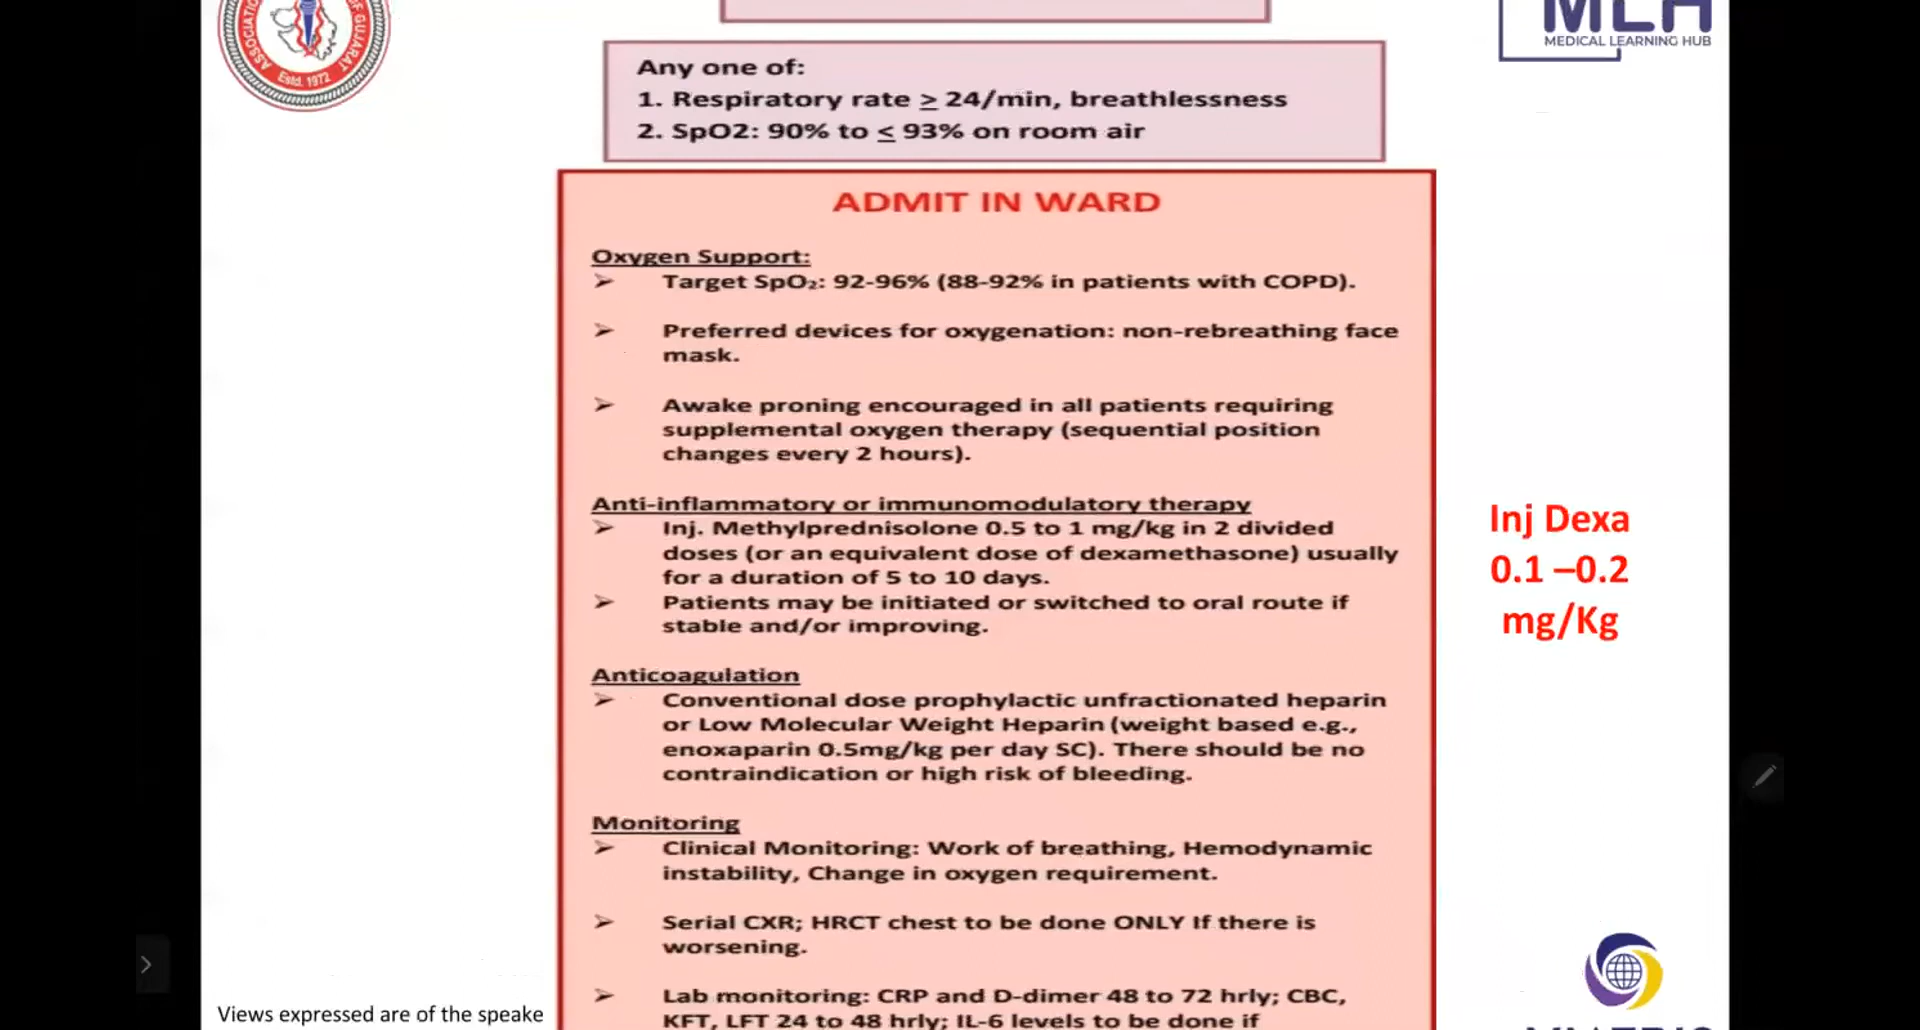 ASSOCIATION
OF GUJARAT
Estd. 1972
MLH
MEDICAL LEARNING HUB
Any one of:
1. Respiratory rate ≥ 24/min, breathlessness
2. SpO2: 90% to ≤ 93% on room air
ADMIT IN WARD
Oxygen Support:
➢ Target SpO₂: 92-96% (88-92% in patients with COPD).
➢ Preferred devices for oxygenation: non-rebreathing face
mask.
➢ Awake proning encouraged in all patients requiring
supplemental oxygen therapy (sequential position
changes every 2 hours).
Anti-inflammatory or immunomodulatory therapy
➢ Inj. Methylprednisolone 0.5 to 1 mg/kg in 2 divided
doses (or an equivalent dose of dexamethasone) usually
for a duration of 5 to 10 days.
➢ Patients may be initiated or switched to oral route if
stable and/or improving.
Inj Dexa
0.1 –0.2
mg/Kg
Anticoagulation
➢ Conventional dose prophylactic unfractionated heparin
or Low Molecular Weight Heparin (weight based e.g.,
enoxaparin 0.5mg/kg per day SC). There should be no
contraindication or high risk of bleeding.
Monitoring
➢ Clinical Monitoring: Work of breathing, Hemodynamic
instability, Change in oxygen requirement.
➢ Serial CXR; HRCT chest to be done ONLY If there is
worsening.
➢ Lab monitoring: CRP and D-dimer 48 to 72 hrly; CBC,
KFT, LFT 24 to 48 hrly; IL-6 levels to be done if
Views expressed are of the speake